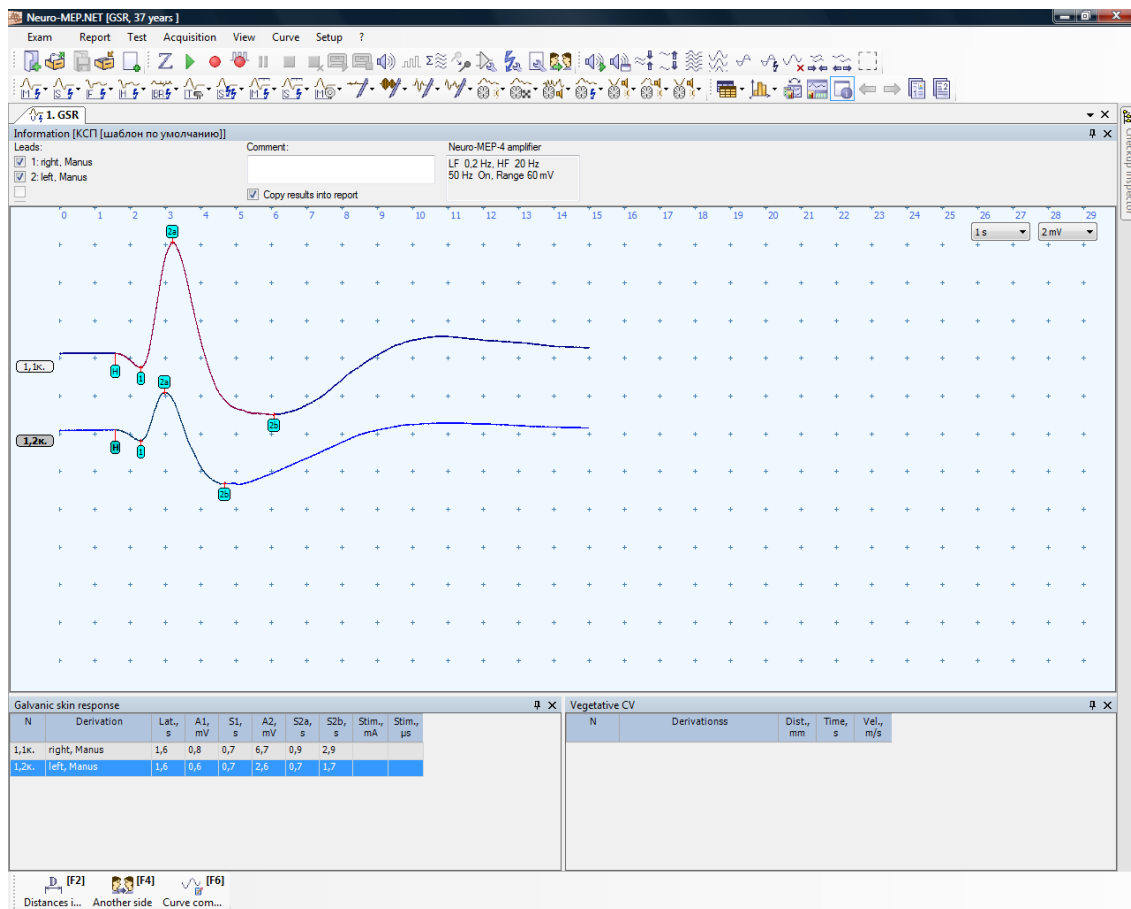 Neuro-MEP.NET [GSR, 37 years ]
Exam Report Test Acquisition View Curve Setup ?
1. GSR
Information [КСП [шаблон по умолчанию]]
Leads: Comment: Neuro-MEP-4 amplifier
1: right, Manus LF 0,2 Hz, HF 20 Hz
2: left, Manus 50 Hz On, Range 60 mV
Copy results into report
Checkup inspector
0 1 2 3 4 5 6 7 8 9 10 11 12 13 14 15 16 17 18 19 20 21 22 23 24 25 26 27 28 29
1 s 2 mV
2a
1,1к.
H 1
2a
2b
1,2к.
H 1
2b
Galvanic skin response Vegetative CV
N Derivation Lat., s A1, mV S1, s A2, mV S2a, s S2b, s Stim., mA Stim., µs N Derivationss Dist., mm Time, s Vel., m/s
1,1к. right, Manus 1,6 0,8 0,7 6,7 0,9 2,9
1,2к. left, Manus 1,6 0,6 0,7 2,6 0,7 1,7
[F2] [F4] [F6]
Distances i... Another side Curve com...